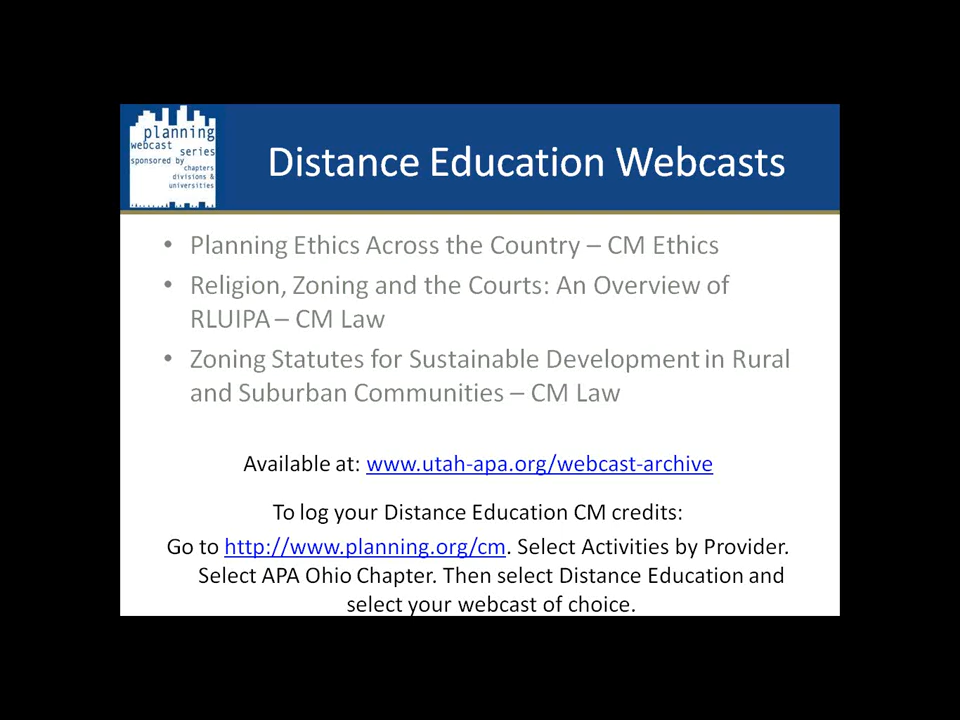 planning
webcast series
sponsored by
chapters
divisions &
universities
Distance Education Webcasts
• Planning Ethics Across the Country – CM Ethics
• Religion, Zoning and the Courts: An Overview of
RLUIPA – CM Law
• Zoning Statutes for Sustainable Development in Rural
and Suburban Communities – CM Law
Available at: www.utah-apa.org/webcast-archive
To log your Distance Education CM credits:
Go to http://www.planning.org/cm. Select Activities by Provider.
Select APA Ohio Chapter. Then select Distance Education and
select your webcast of choice.